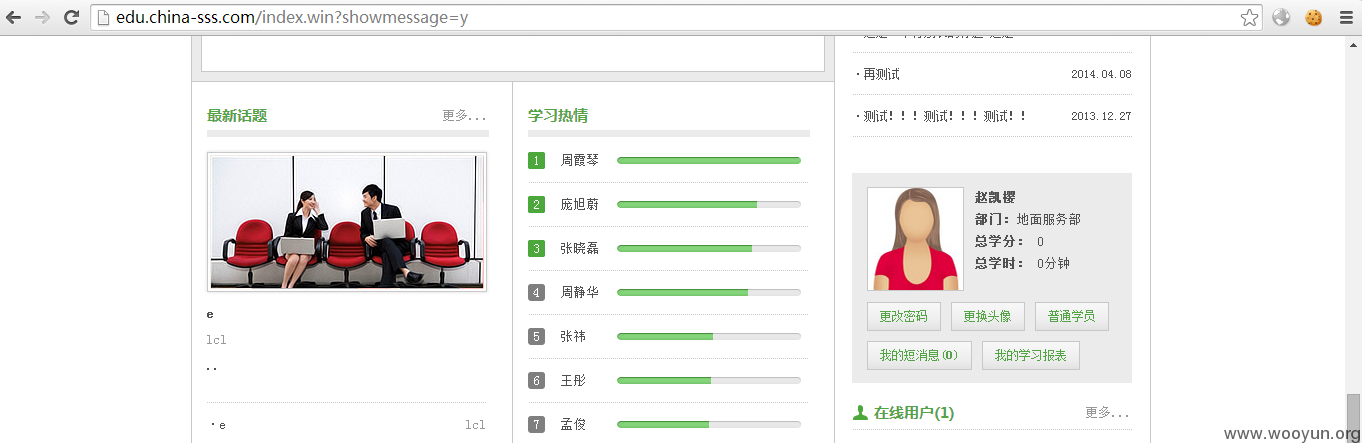 edu.china-sss.com/index.win?showmessage=y
最新话题 更多...
e
lcl
..
·e lcl
学习热情
1 周霞琴
2 庞旭蔚
3 张晓磊
4 周静华
5 张祎
6 王彤
7 孟俊
·再测试 2014.04.08
·测试!!!测试!!!测试!! 2013.12.27
赵凯樱
部门：地面服务部
总学分： 0
总学时： 0分钟
更改密码 更换头像 普通学员
我的短消息(0) 我的学习报表
在线用户(1) 更多...
www.wooyun.org